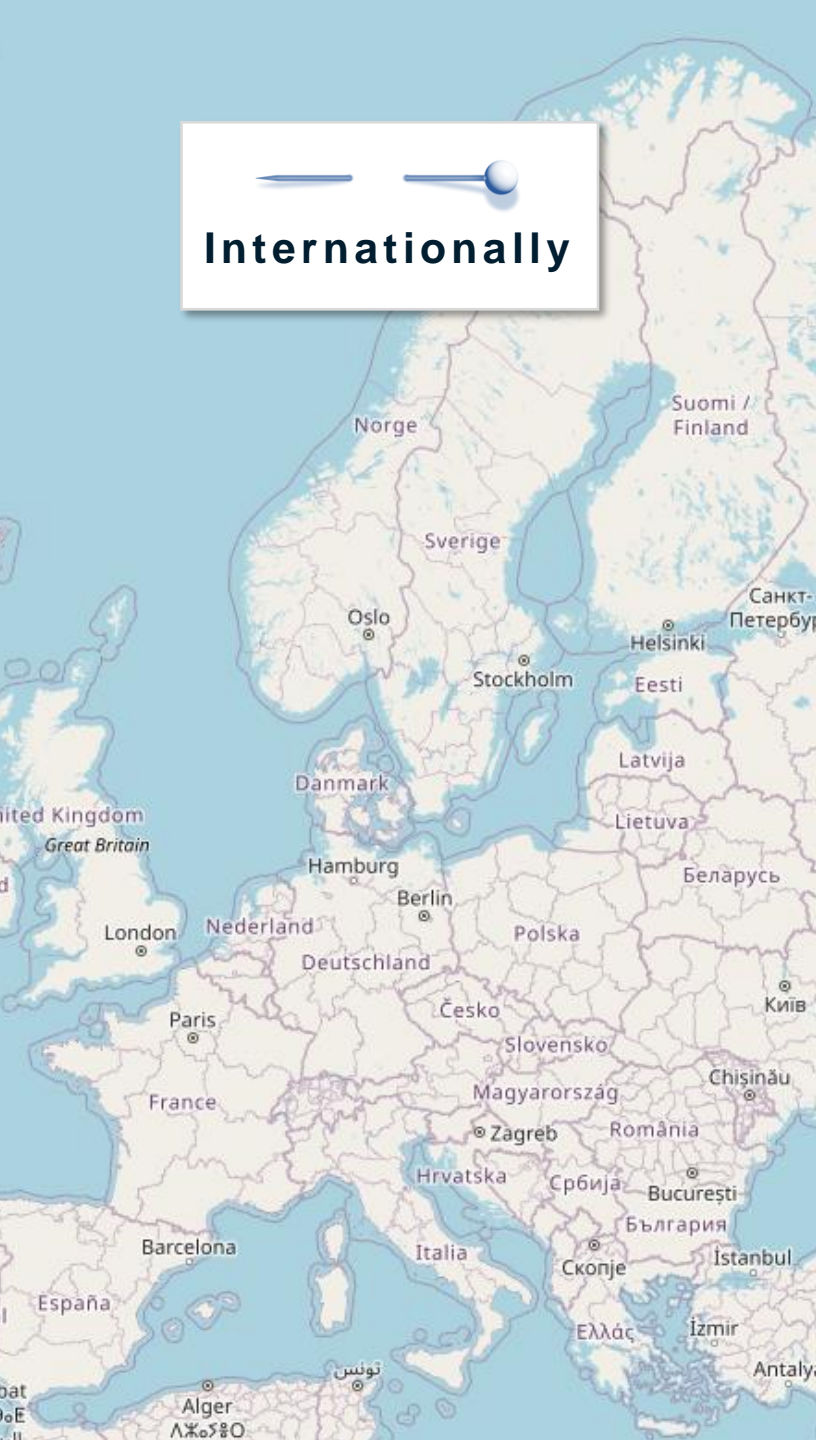 Internationally
Norge
Suomi /
Finland
Sverige
Санкт-
Oslo
Helsinki
Stockholm
Eesti
Latvija
Danmark
Lietuva
Kingdom
Great Britain
Hamburg
Беларусь
Berlin
London
Nederland
Polska
Deutschland
Київ
Česko
Paris
Slovensko
Chișinău
Magyarország
France
Zagreb
România
Hrvatska
Србија
București
България
Barcelona
Italia
İstanbul
Скопје
España
Ελλάς
İzmir
تونس
Alger
ⴷⵣⴰⵢⴻⵔ